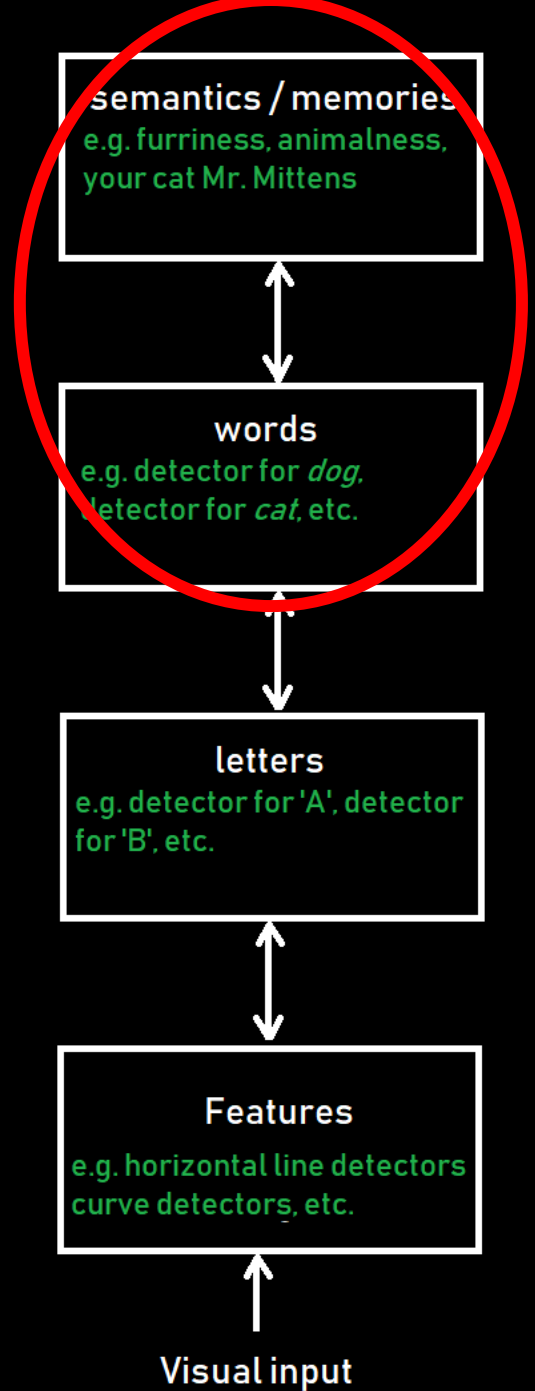 semantics / memories
e.g. furriness, animalness,
your cat Mr. Mittens
words
e.g. detector for dog,
detector for cat, etc.
letters
e.g. detector for 'A', detector
for 'B', etc.
Features
e.g. horizontal line detectors
curve detectors, etc.
Visual input